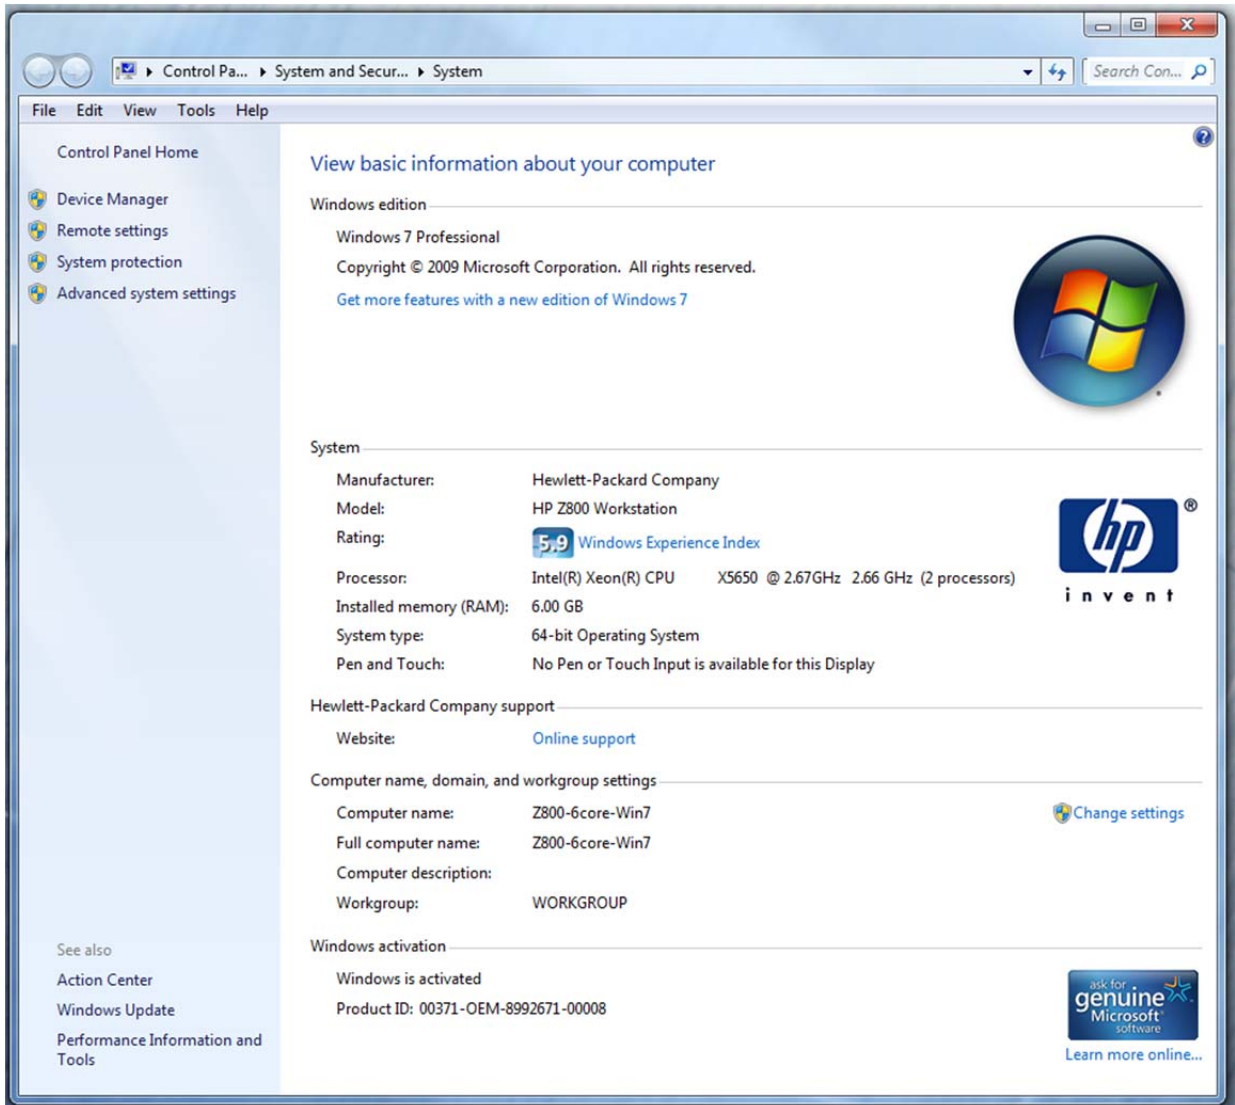 Control Pa... ▸ System and Secur... ▸ System
Search Con...
File Edit View Tools Help
Control Panel Home
Device Manager
Remote settings
System protection
Advanced system settings
See also
Action Center
Windows Update
Performance Information and
Tools
View basic information about your computer
Windows edition
Windows 7 Professional
Copyright © 2009 Microsoft Corporation. All rights reserved.
Get more features with a new edition of Windows 7
System
Manufacturer: Hewlett-Packard Company
Model: HP Z800 Workstation
Rating: 5.9 Windows Experience Index
Processor: Intel(R) Xeon(R) CPU X5650 @ 2.67GHz 2.66 GHz (2 processors)
Installed memory (RAM): 6.00 GB
System type: 64-bit Operating System
Pen and Touch: No Pen or Touch Input is available for this Display
hp ®
invent
Hewlett-Packard Company support
Website: Online support
Computer name, domain, and workgroup settings
Computer name: Z800-6core-Win7 Change settings
Full computer name: Z800-6core-Win7
Computer description:
Workgroup: WORKGROUP
Windows activation
Windows is activated
Product ID: 00371-OEM-8992671-00008
ask for
genuine
Microsoft
software
Learn more online...